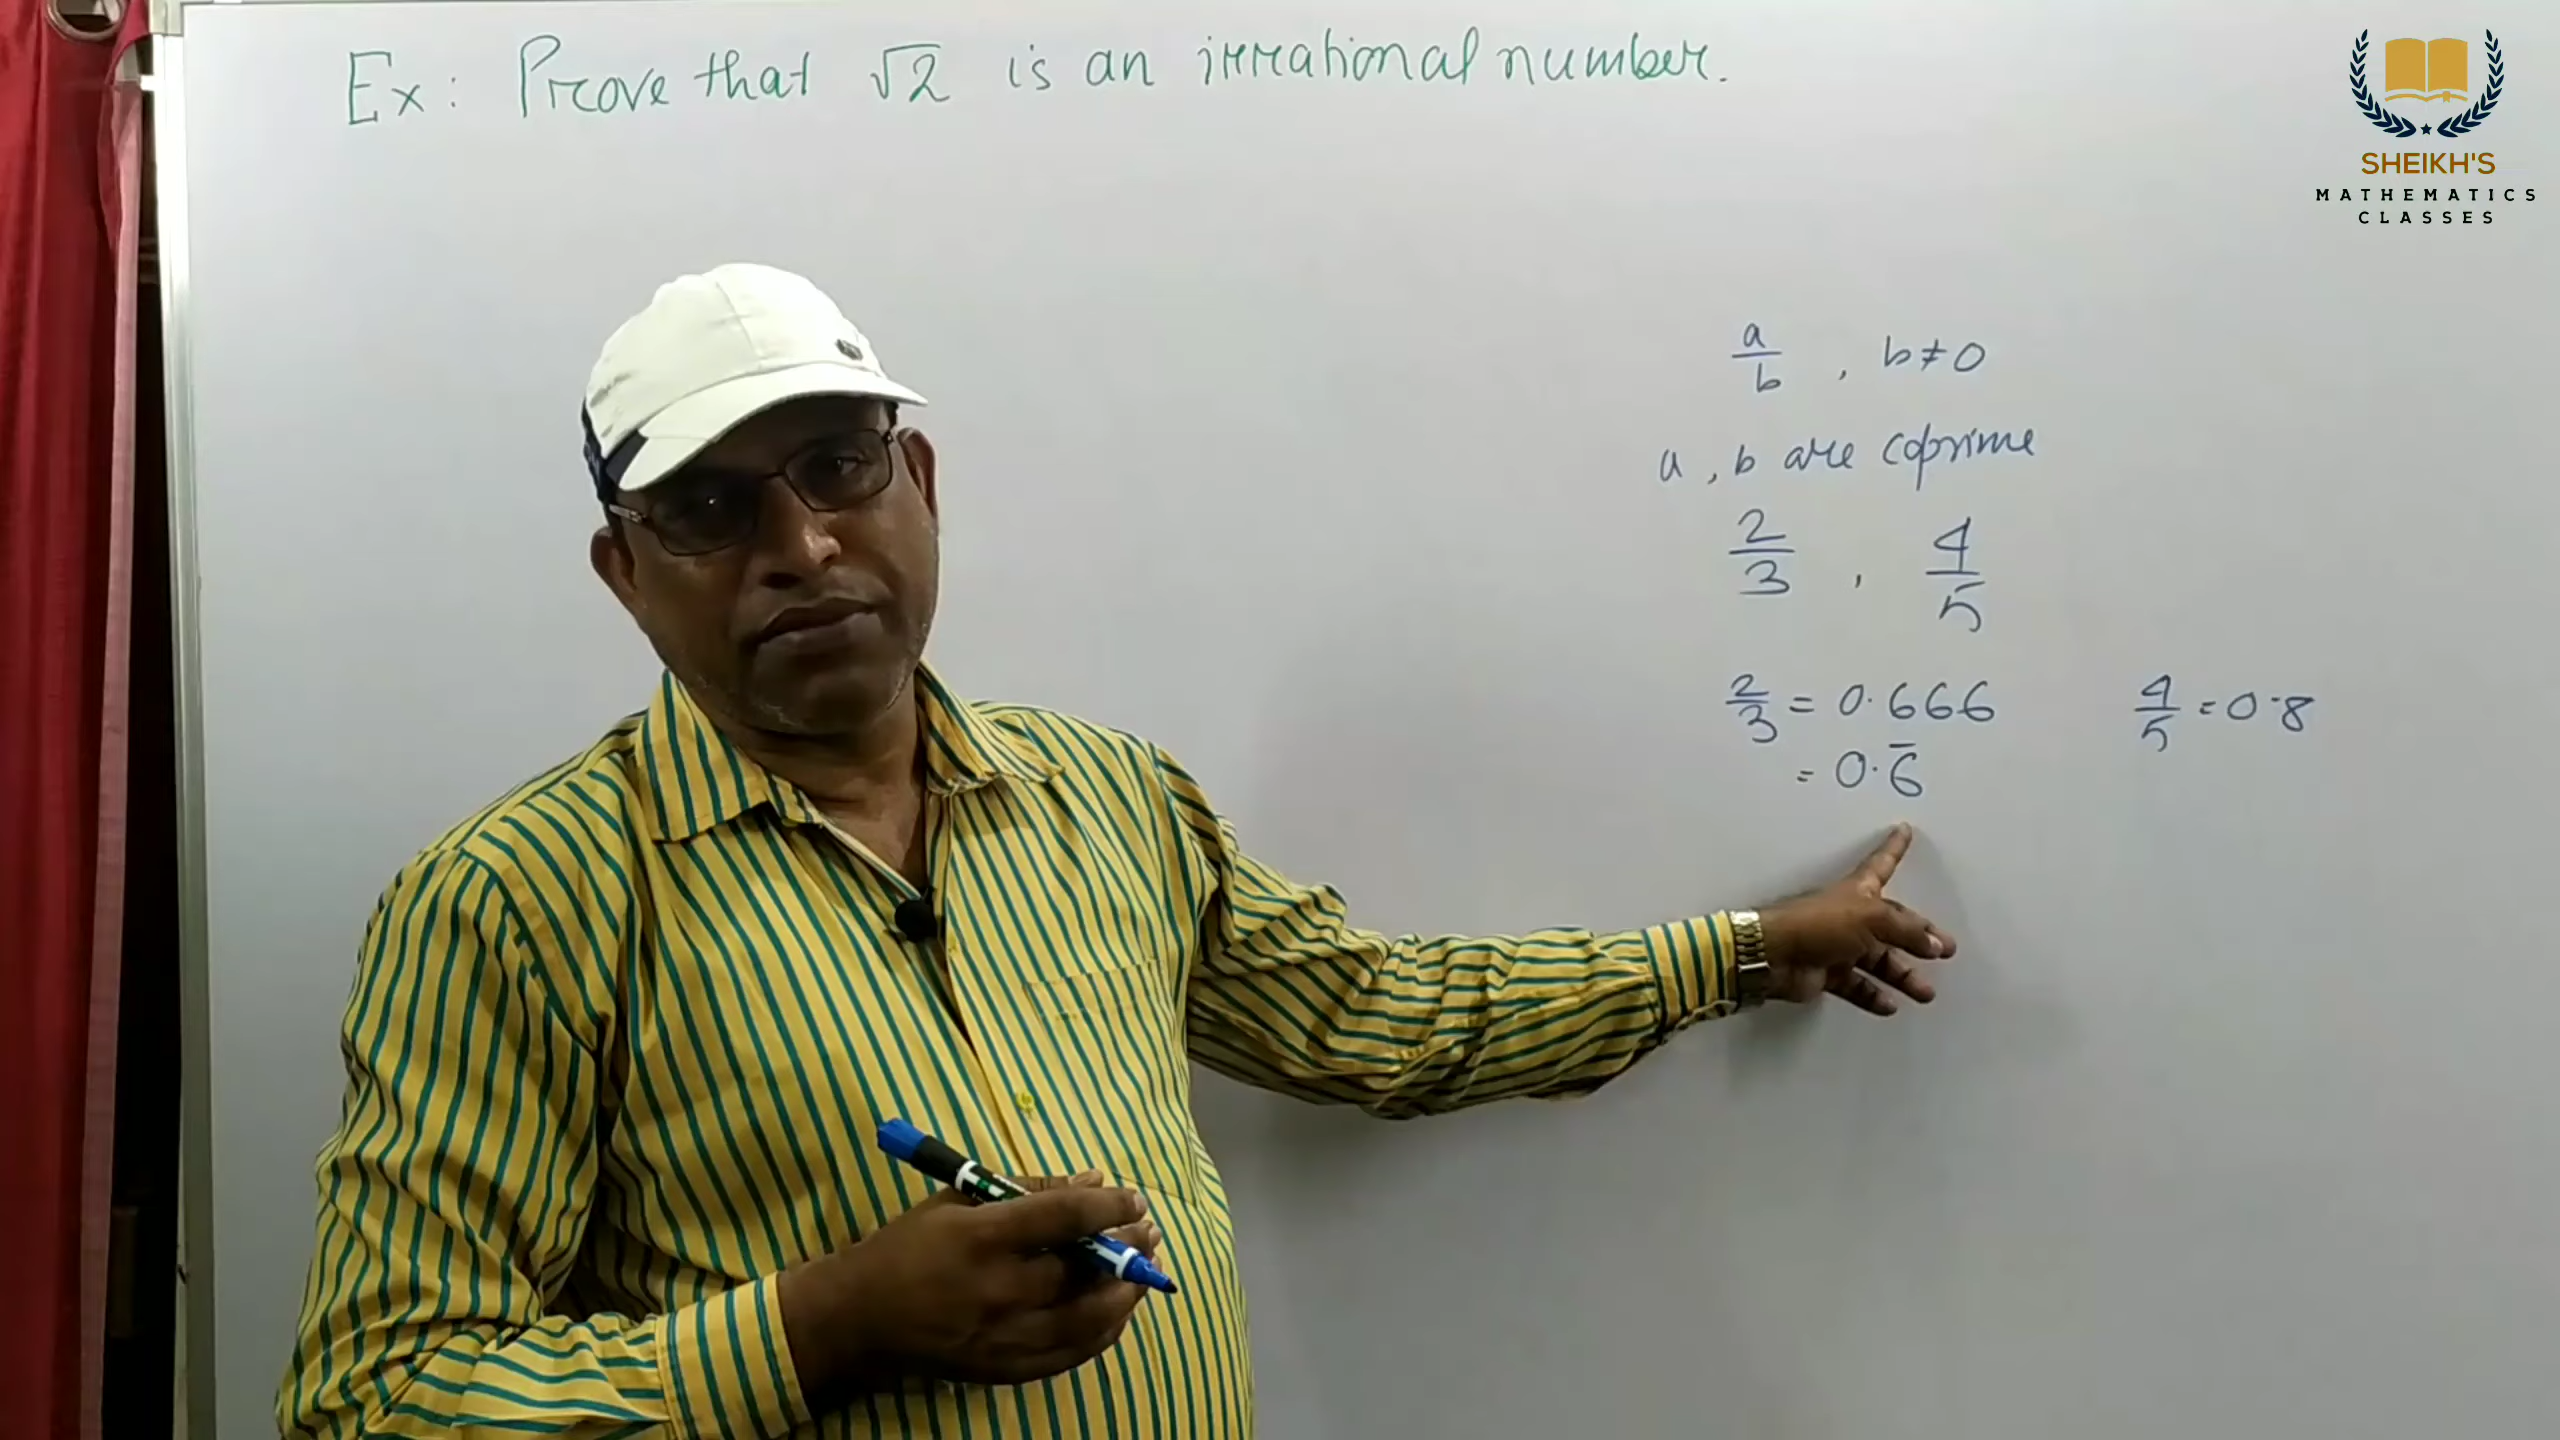 Ex: Prove that √2 is an irrational number.
SHEIKH'S
MATHEMATICS
CLASSES
a/b , b≠0
a, b are coprime
2/3 , 4/5
2/3 = 0.666 4/5 = 0.8
= 0.6̅